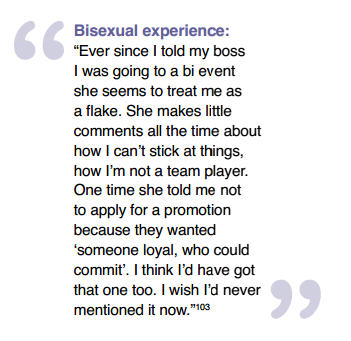 Bisexual experience:
“Ever since I told my boss
I was going to a bi event
she seems to treat me as
a flake. She makes little
comments all the time about
how I can’t stick at things,
how I’m not a team player.
One time she told me not
to apply for a promotion
because they wanted
‘someone loyal, who could
commit’. I think I’d have got
that one too. I wish I’d never
mentioned it now.”¹⁰³